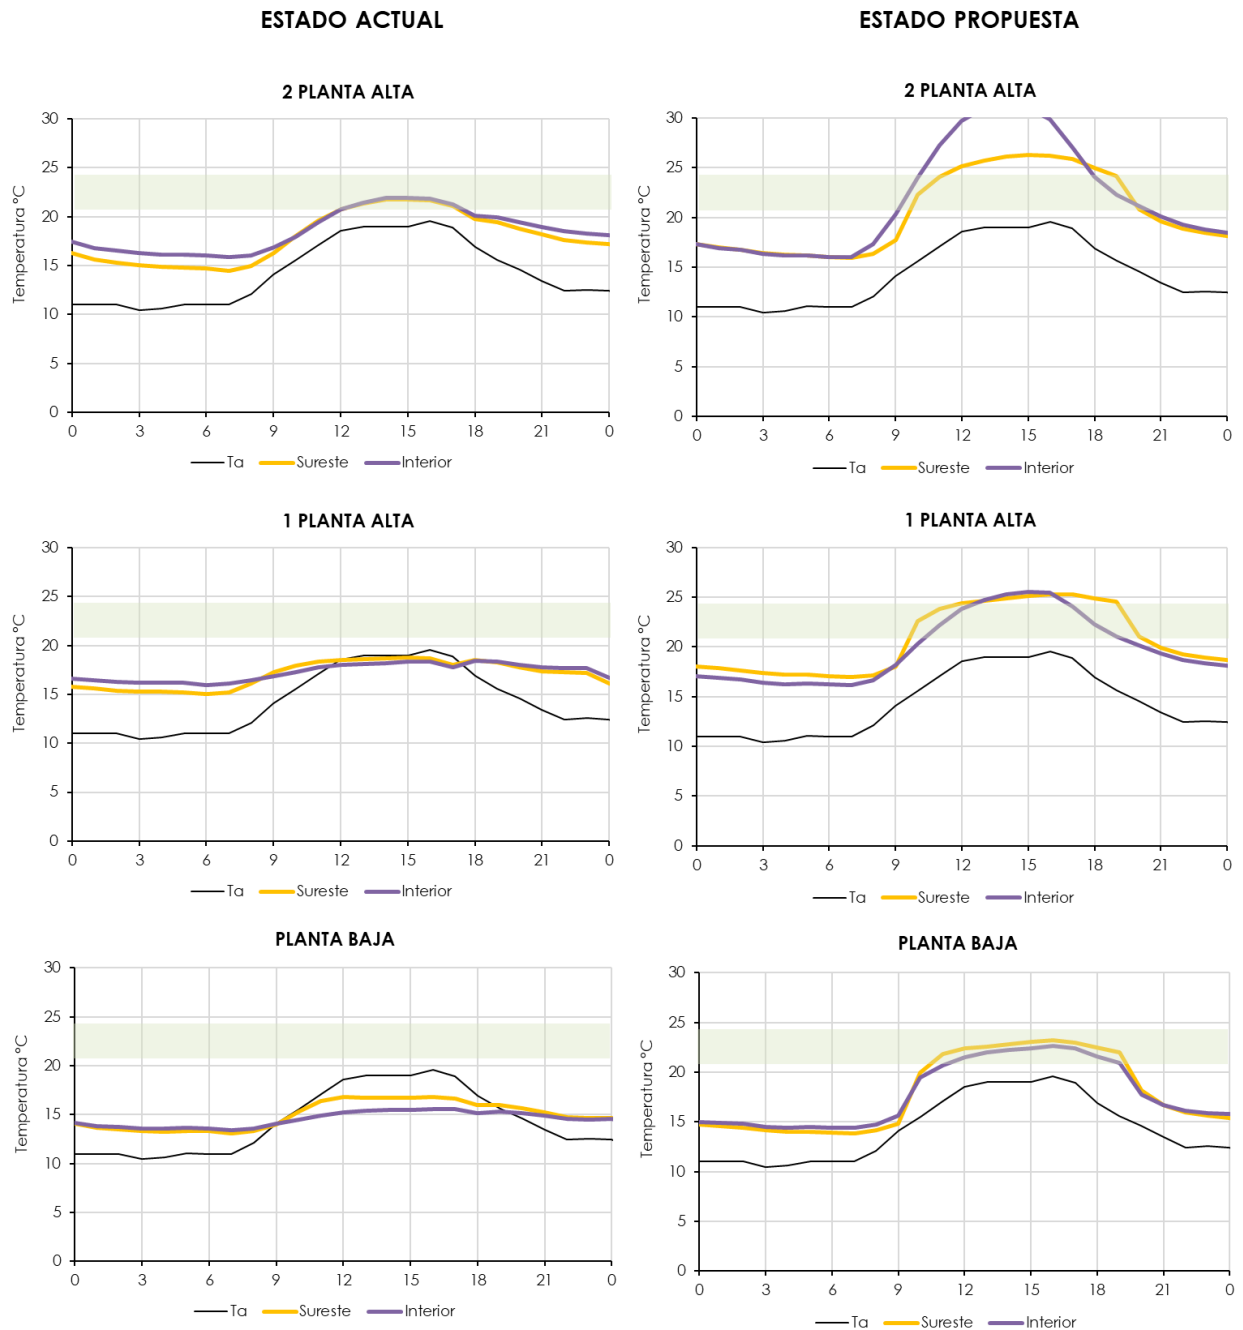 ESTADO ACTUAL
ESTADO PROPUESTA
2 PLANTA ALTA
Temperatura °C
30
25
20
15
10
5
0
0 3 6 9 12 15 18 21 0
Ta Sureste Interior
2 PLANTA ALTA
Temperatura °C
30
25
20
15
10
5
0
0 3 6 9 12 15 18 21 0
Ta Sureste Interior
1 PLANTA ALTA
Temperatura °C
30
25
20
15
10
5
0
0 3 6 9 12 15 18 21 0
Ta Sureste Interior
1 PLANTA ALTA
Temperatura °C
30
25
20
15
10
5
0
0 3 6 9 12 15 18 21 0
Ta Sureste Interior
PLANTA BAJA
Temperatura °C
30
25
20
15
10
5
0
0 3 6 9 12 15 18 21 0
Ta Sureste Interior
PLANTA BAJA
Temperatura °C
30
25
20
15
10
5
0
0 3 6 9 12 15 18 21 0
Ta Sureste Interior